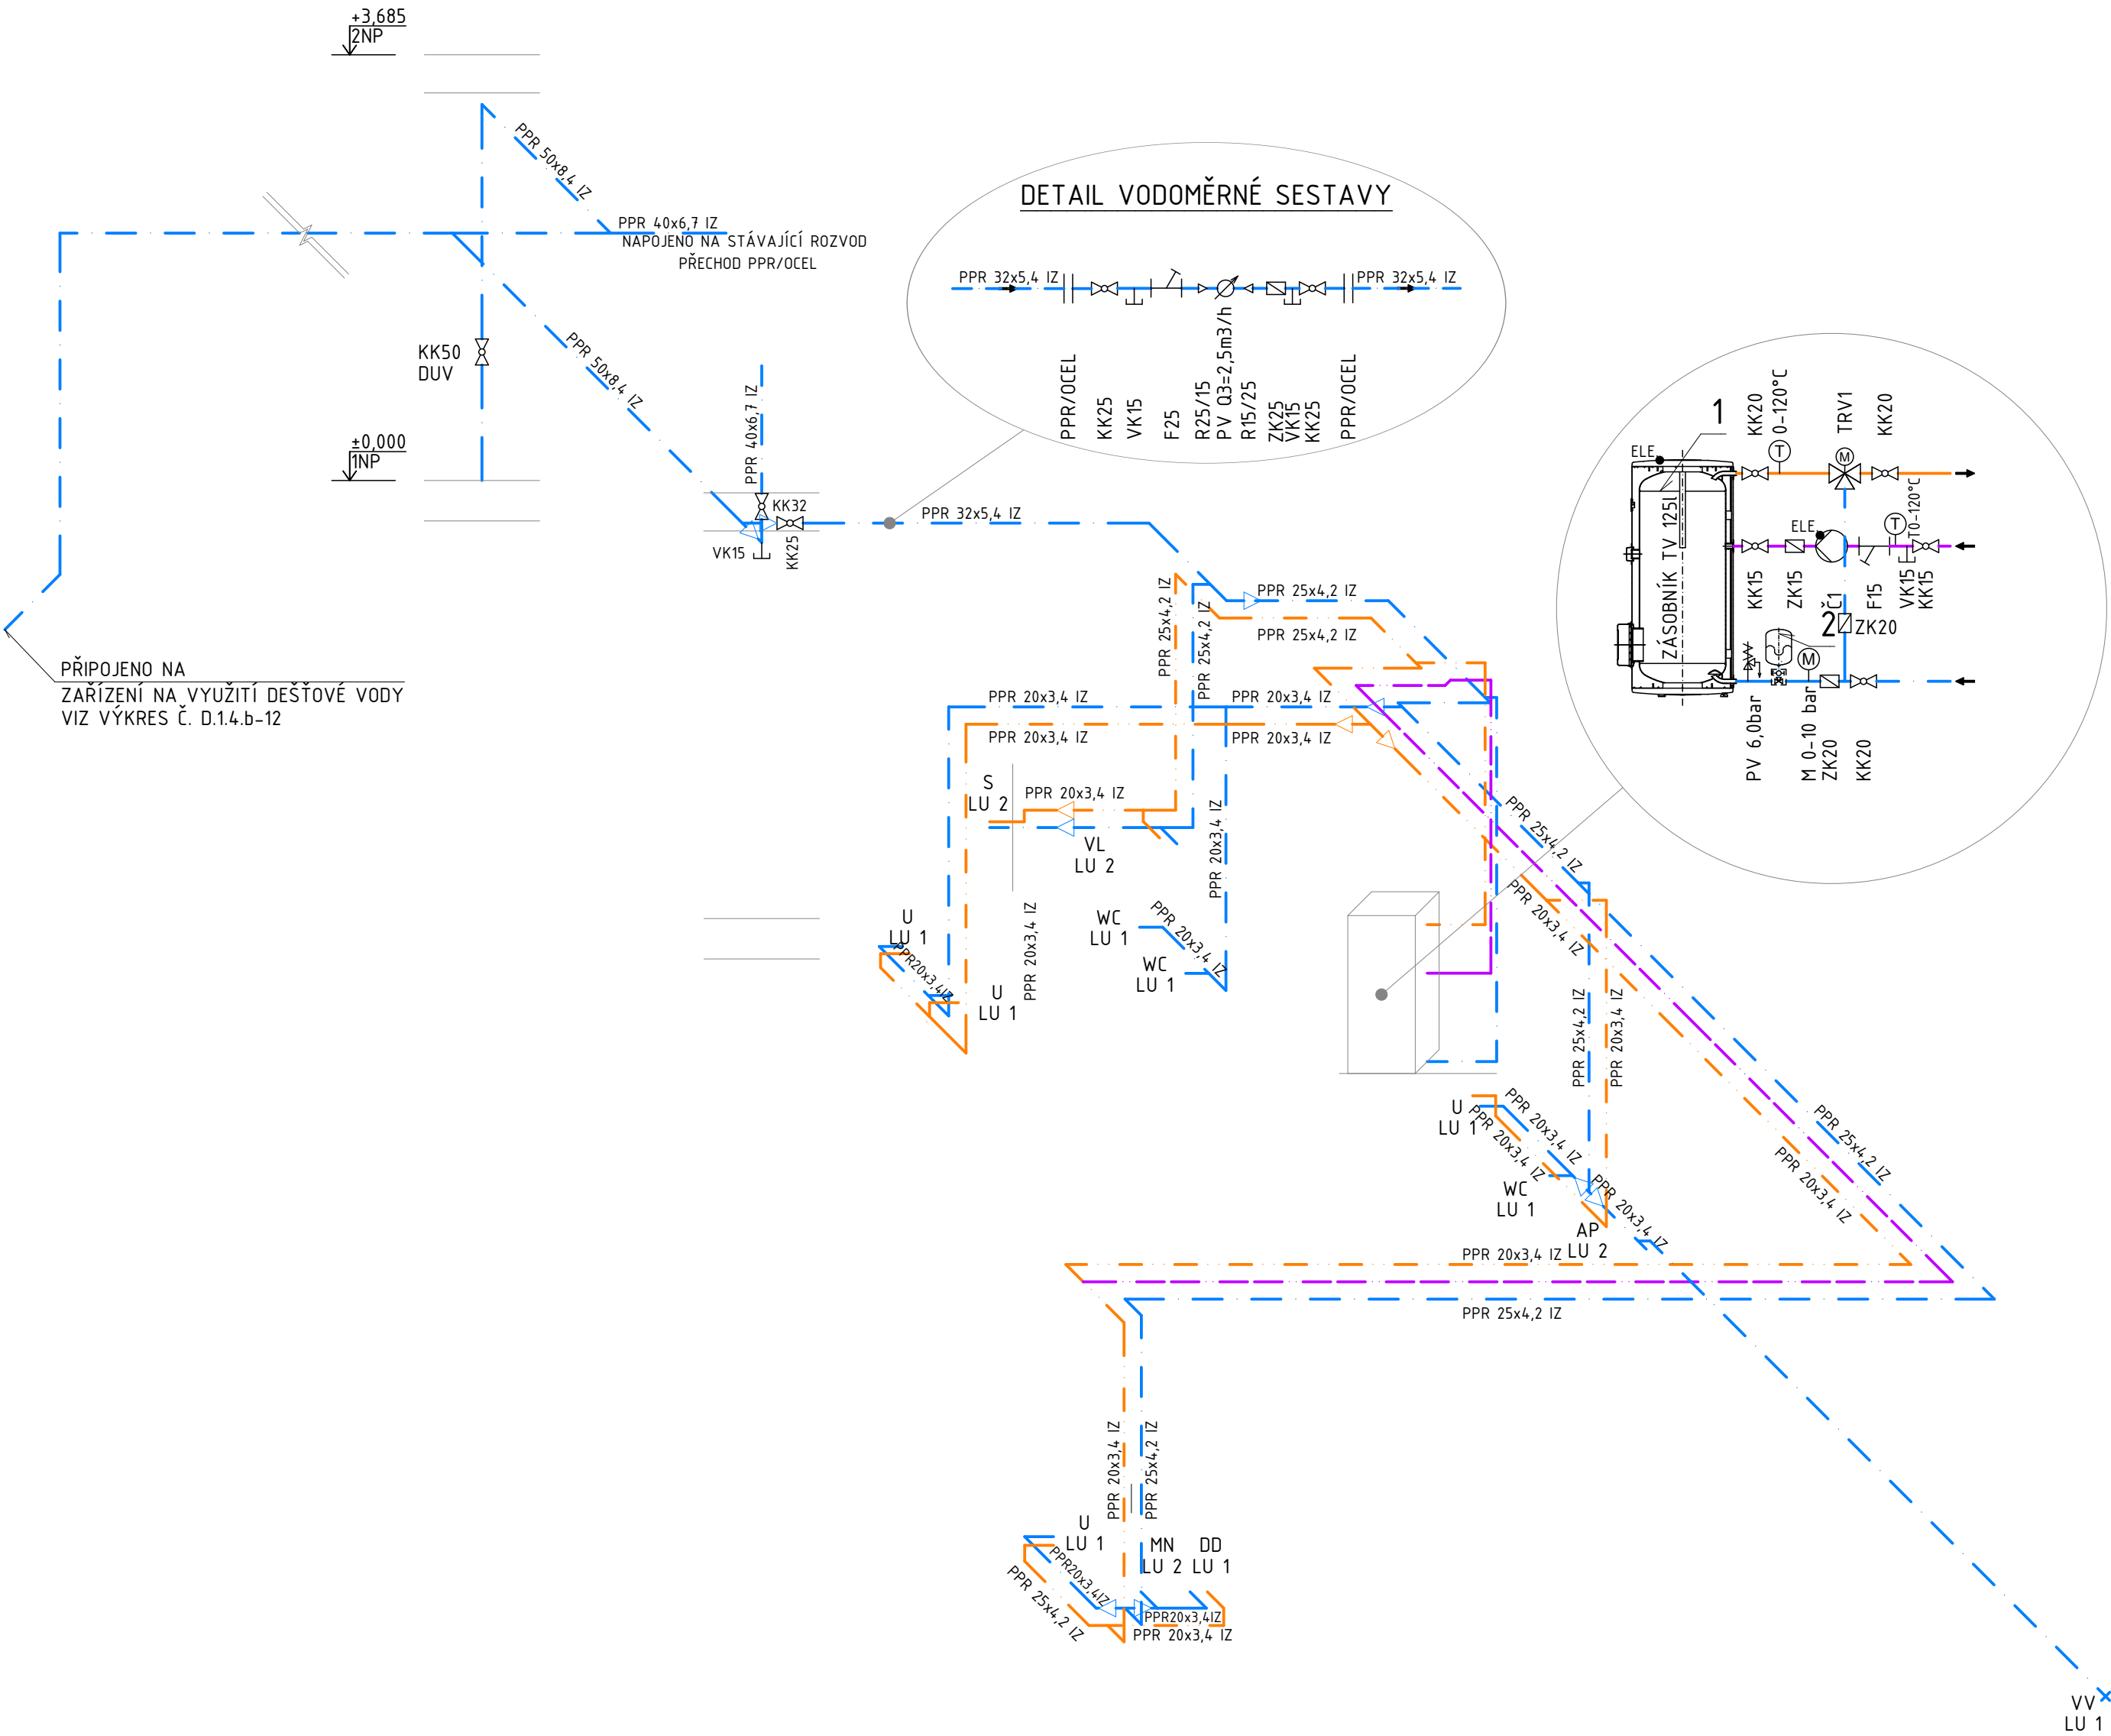 +3,685
2NP
PPR 50x8,4 IZ
PPR 40x6,7 IZ
NAPOJENO NA STÁVAJÍCÍ ROZVOD
PŘECHOD PPR/OCEL
KK50
DUV
PPR 50x8,4 IZ
±0,000
1NP
PŘIPOJENO NA
ZAŘÍZENÍ NA VYUŽITÍ DEŠŤOVÉ VODY
VIZ VÝKRES Č. D.1.4.b-12
PPR 40x6,7 IZ
KK32
VK15
KK25
DETAIL VODOMĚRNÉ SESTAVY
PPR 32x5,4 IZ
PPR 32x5,4 IZ
PPR/OCEL
KK25
VK15
F25
R25/15
PV Q3=2,5m3/h
R15/25
ZK25
VK15
KK25
PPR/OCEL
PPR 32x5,4 IZ
1
KK20
0-120°C
TRV1
KK20
ELE.
T
M
ZÁSOBNÍK TV 125l
ELE.
T
T0-120°C
KK15
ZK15
Č1
F15
VK15
KK15
2
ZK20
M
PV 6,0bar
M 0-10 bar
ZK20
KK20
PPR 25x4,2 IZ
PPR 25x4,2 IZ
PPR 25x4,2 IZ
PPR 25x4,2 IZ
PPR 20x3,4 IZ
PPR 20x3,4 IZ
PPR 20x3,4 IZ
PPR 20x3,4 IZ
S
LU 2
PPR 20x3,4 IZ
VL
LU 2
PPR 20x3,4 IZ
PPR 25x4,2 IZ
PPR 20x3,4 IZ
U
LU 1
PPR20x3,4IZ
PPR 20x3,4 IZ
U
LU 1
WC
LU 1
PPR 20x3,4 IZ
WC
LU 1
PPR 25x4,2 IZ
PPR 20x3,4 IZ
U
LU 1
PPR 20x3,4 IZ
PPR 20x3,4 IZ
WC
LU 1
PPR 20x3,4 IZ
AP
LU 2
PPR 25x4,2 IZ
PPR 20x3,4 IZ
PPR 20x3,4 IZ
PPR 25x4,2 IZ
PPR 20x3,4 IZ
PPR 25x4,2 IZ
U
LU 1
PPR20x3,4IZ
PPR 25x4,2 IZ
MN
LU 2
DD
LU 1
PPR20x3,4IZ
PPR 20x3,4 IZ
VV
LU 1